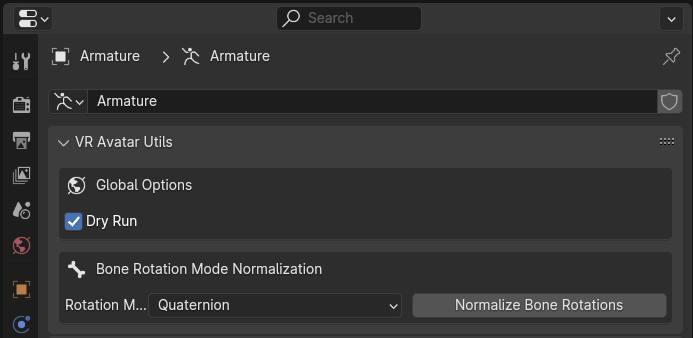 Search
Armature > Armature
Armature
VR Avatar Utils
Global Options
Dry Run
Bone Rotation Mode Normalization
Rotation M... Quaternion Normalize Bone Rotations